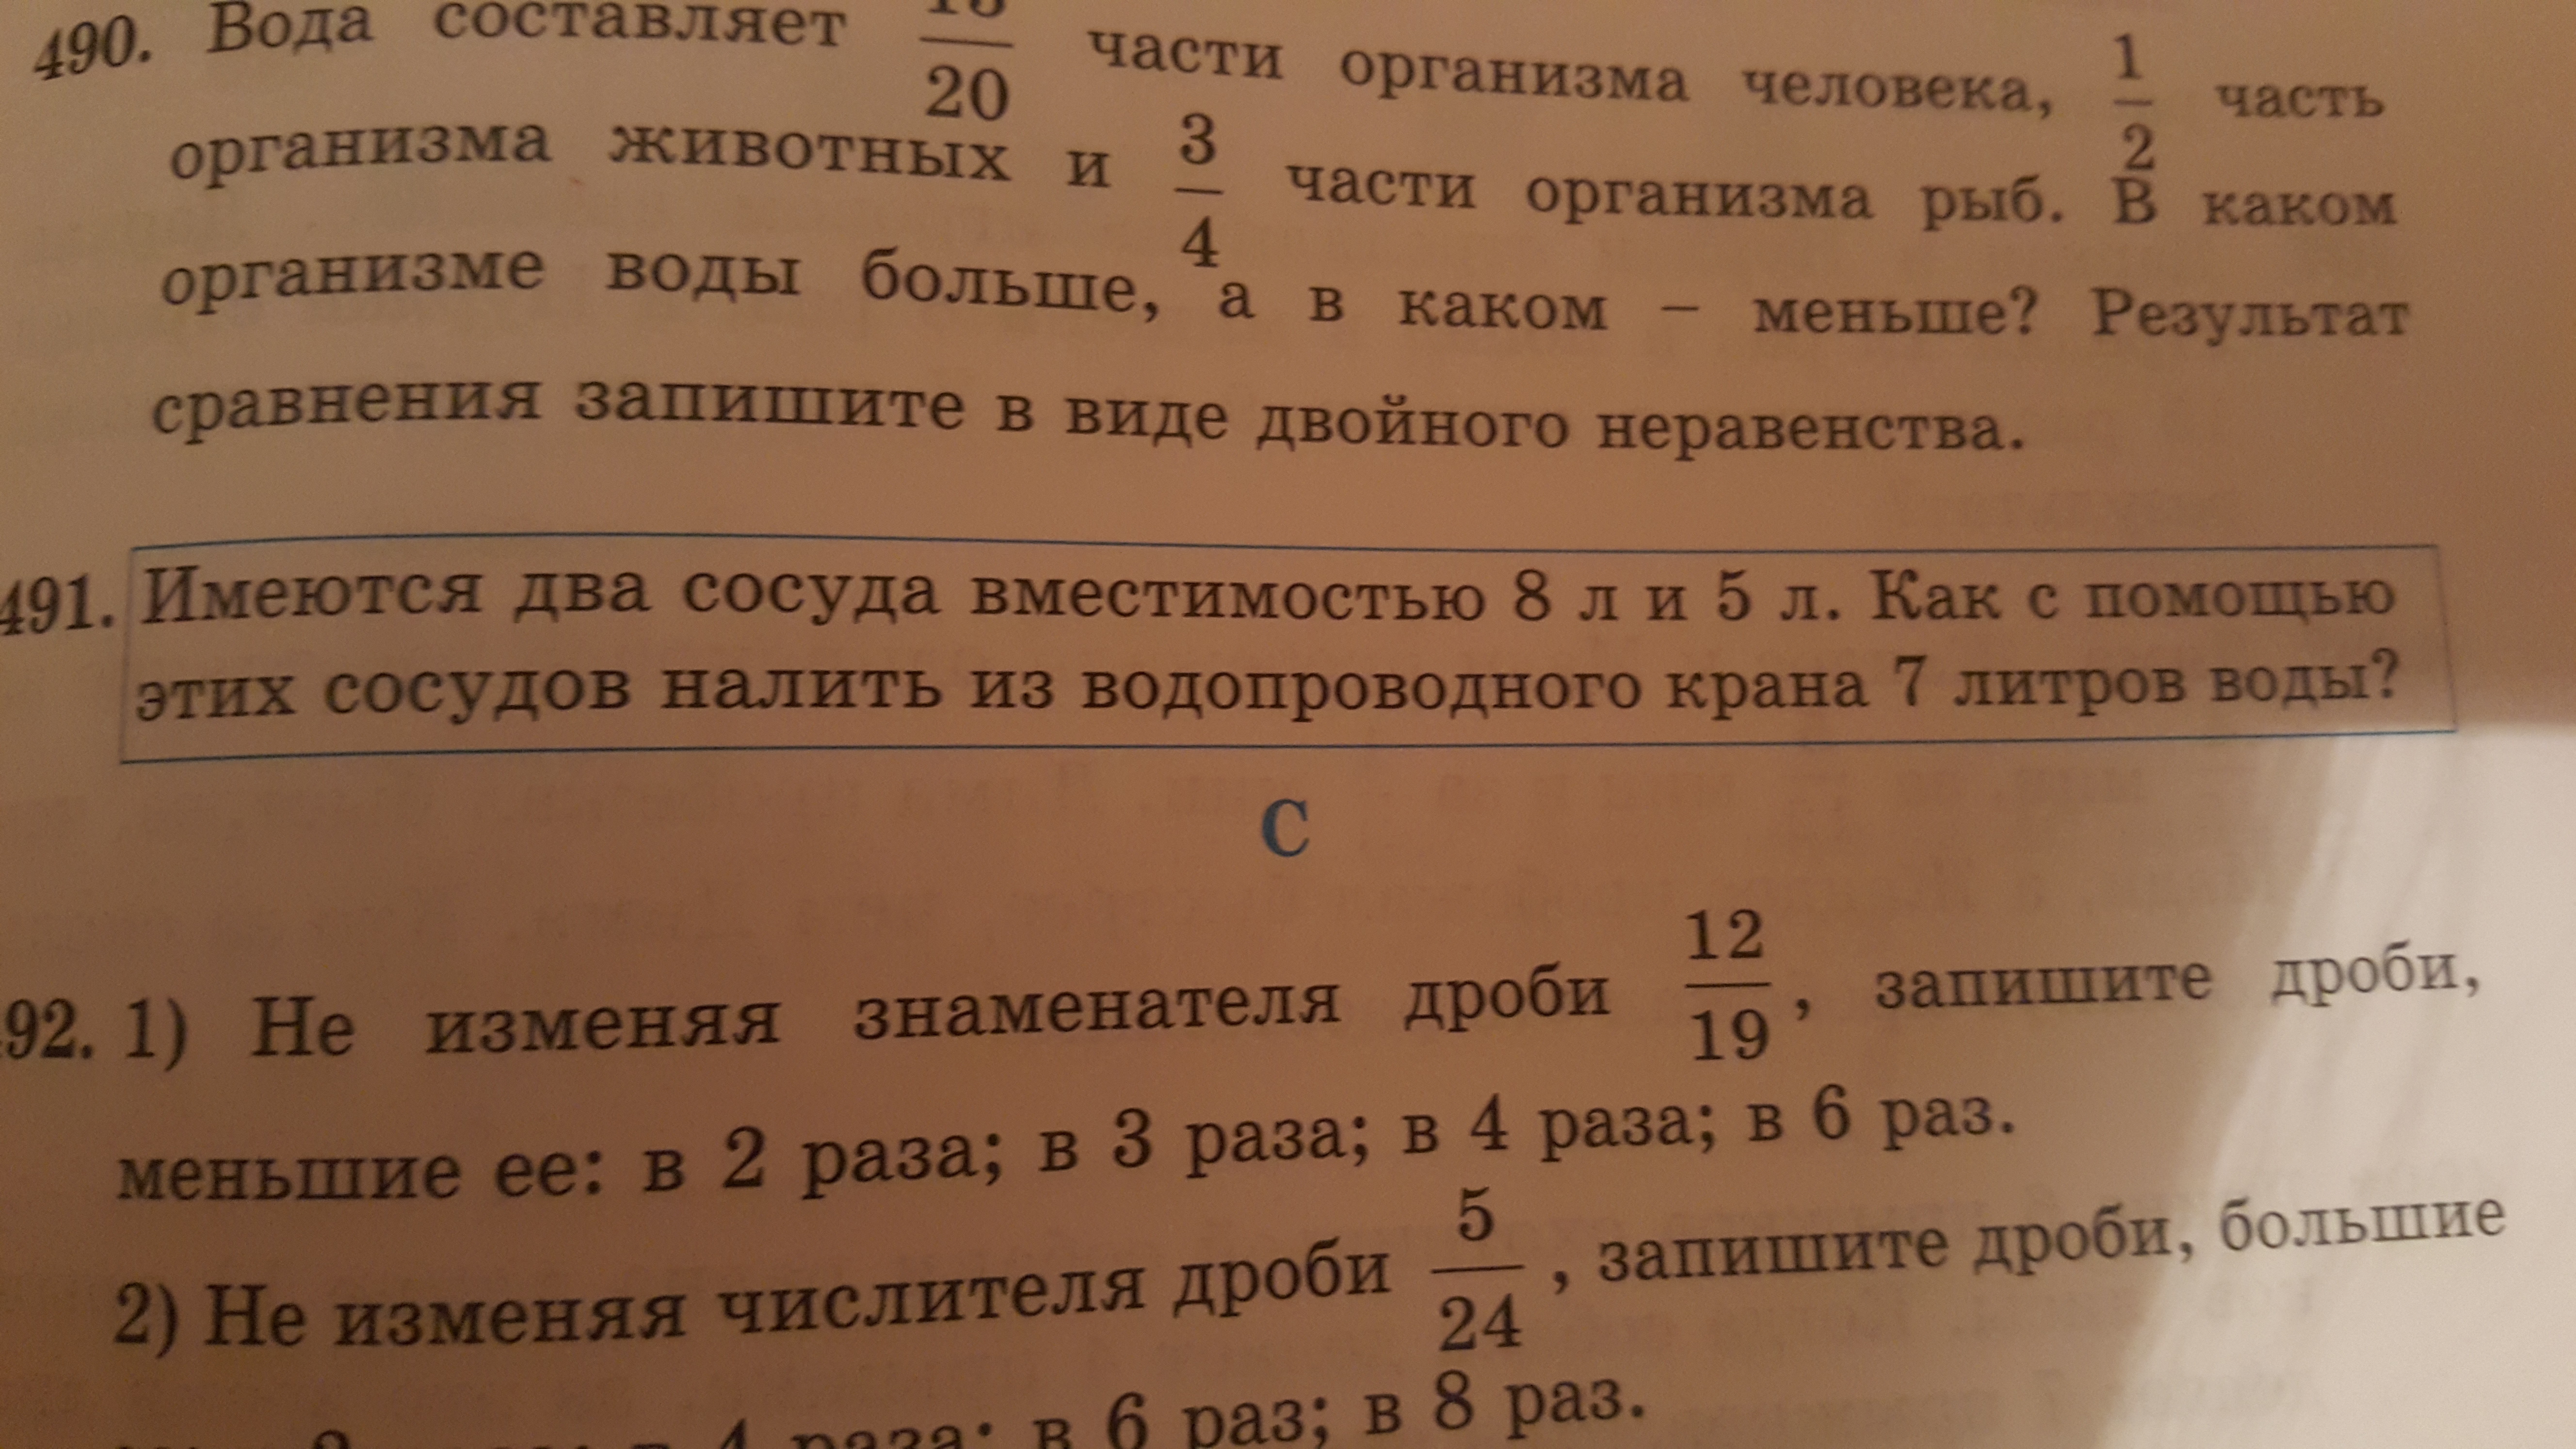 490. Вода составляет /20 части организма человека, 1/2 часть
организма животных и 3/4 части организма рыб. В каком
организме воды больше, а в каком – меньше? Результат
сравнения запишите в виде двойного неравенства.
491. Имеются два сосуда вместимостью 8 л и 5 л. Как с помощью
этих сосудов налить из водопроводного крана 7 литров воды?
С
92. 1) Не изменяя знаменателя дроби 12/19, запишите дроби,
меньшие ее: в 2 раза; в 3 раза; в 4 раза; в 6 раз.
2) Не изменяя числителя дроби 5/24, запишите дроби, большие
4 раза; в 6 раз; в 8 раз.